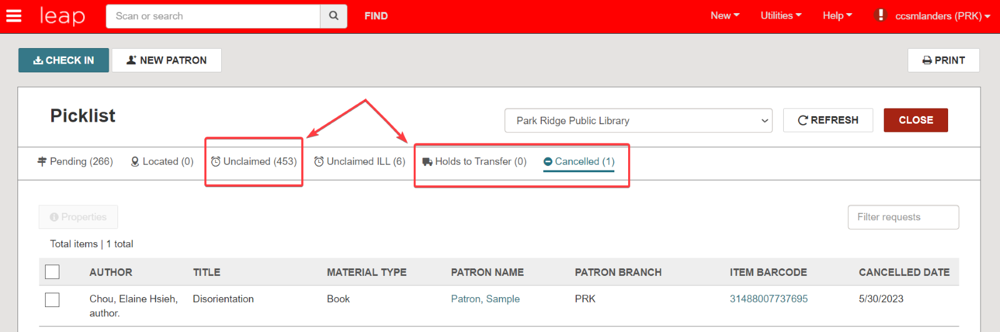 leap Scan or search FIND New Utilities Help ccsmlanders (PRK)
CHECK IN NEW PATRON PRINT
Picklist Park Ridge Public Library REFRESH CLOSE
Pending (266) Located (0) Unclaimed (453) Unclaimed ILL (6) Holds to Transfer (0) Cancelled (1)
Properties Filter requests
Total items | 1 total
AUTHOR TITLE MATERIAL TYPE PATRON NAME PATRON BRANCH ITEM BARCODE CANCELLED DATE
Chou, Elaine Hsieh, Disorientation Book Patron, Sample PRK 31488007737695 5/30/2023
author.